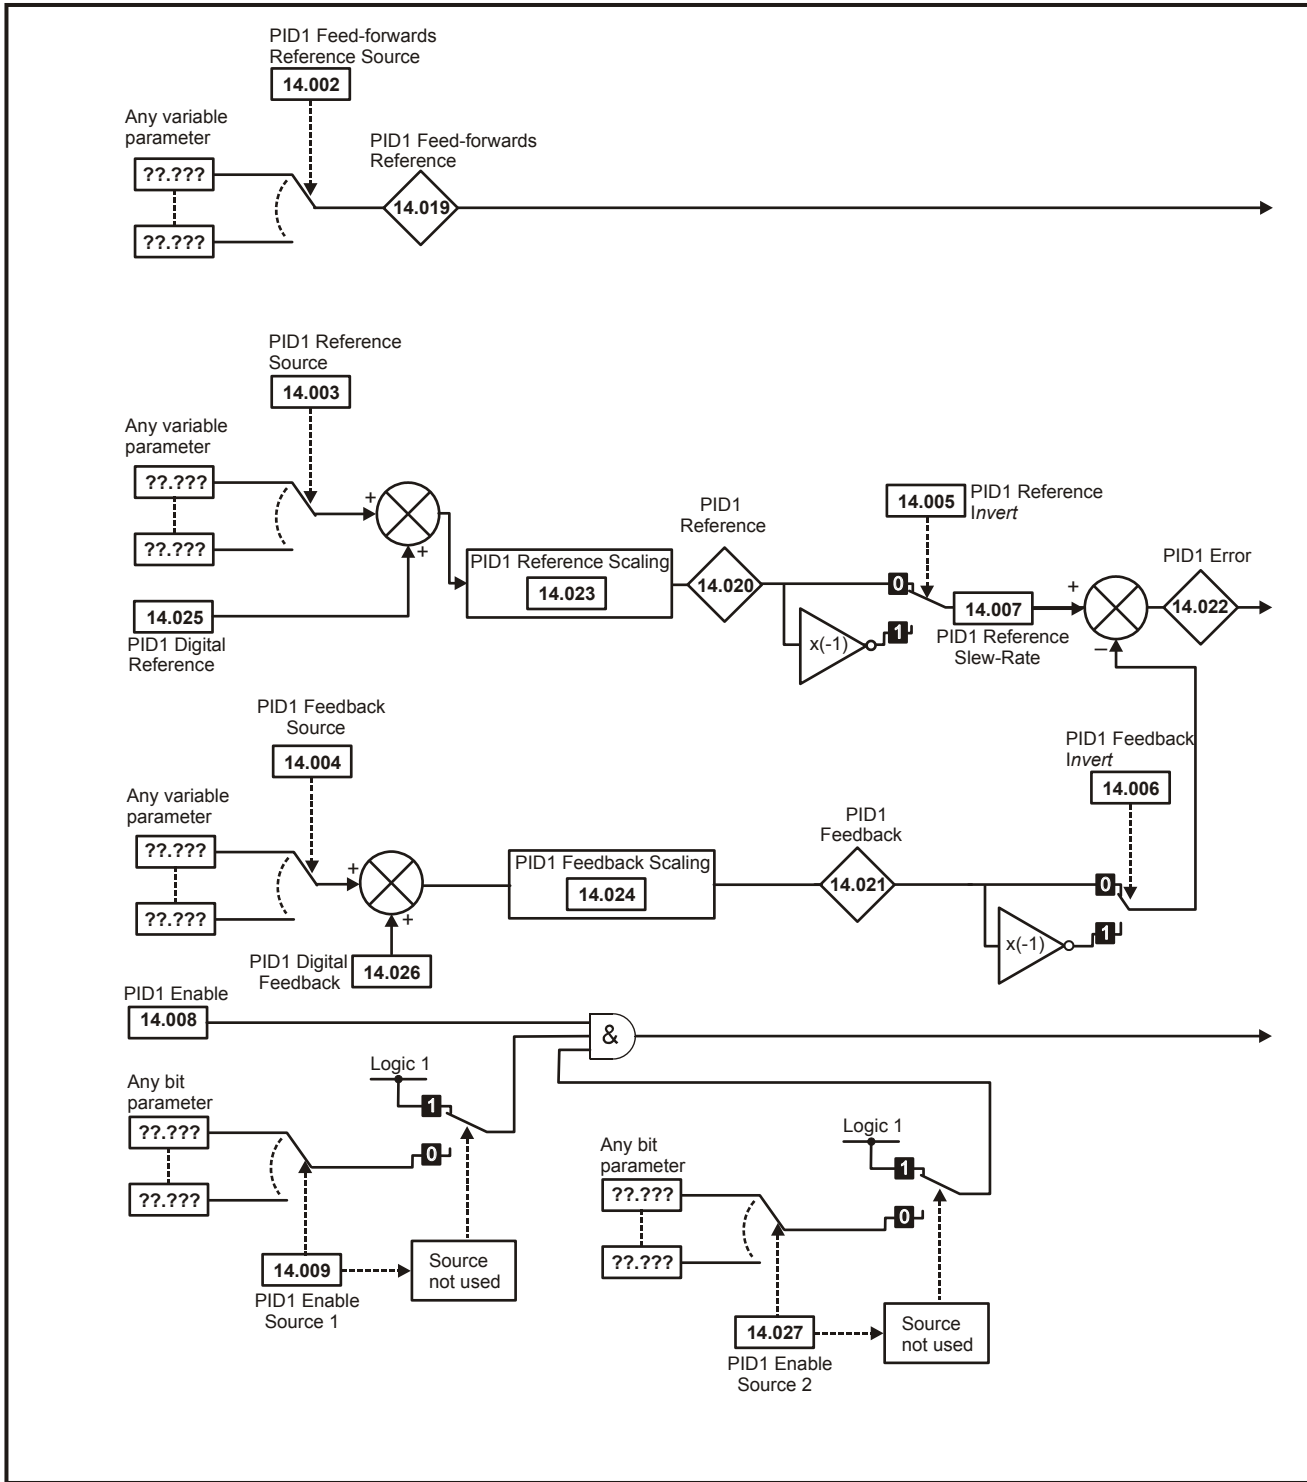 PID1 Feed-forwards
Reference Source
14.002
Any variable
parameter
??.???
??.???
PID1 Feed-forwards
Reference
14.019
PID1 Reference
Source
14.003
Any variable
parameter
??.???
??.???
+
+
14.025
PID1 Digital
Reference
PID1 Reference Scaling
14.023
PID1
Reference
14.020
x(-1)
0
1
14.005
PID1 Reference
Invert
14.007
PID1 Reference
Slew-Rate
+
–
PID1 Error
14.022
PID1 Feedback
Source
14.004
Any variable
parameter
??.???
??.???
+
+
PID1 Digital
Feedback
14.026
PID1 Feedback Scaling
14.024
PID1
Feedback
14.021
x(-1)
0
1
PID1 Feedback
Invert
14.006
PID1 Enable
14.008
&
Any bit
parameter
??.???
??.???
Logic 1
1
0
14.009
PID1 Enable
Source 1
Source
not used
Any bit
parameter
??.???
??.???
Logic 1
1
0
14.027
PID1 Enable
Source 2
Source
not used